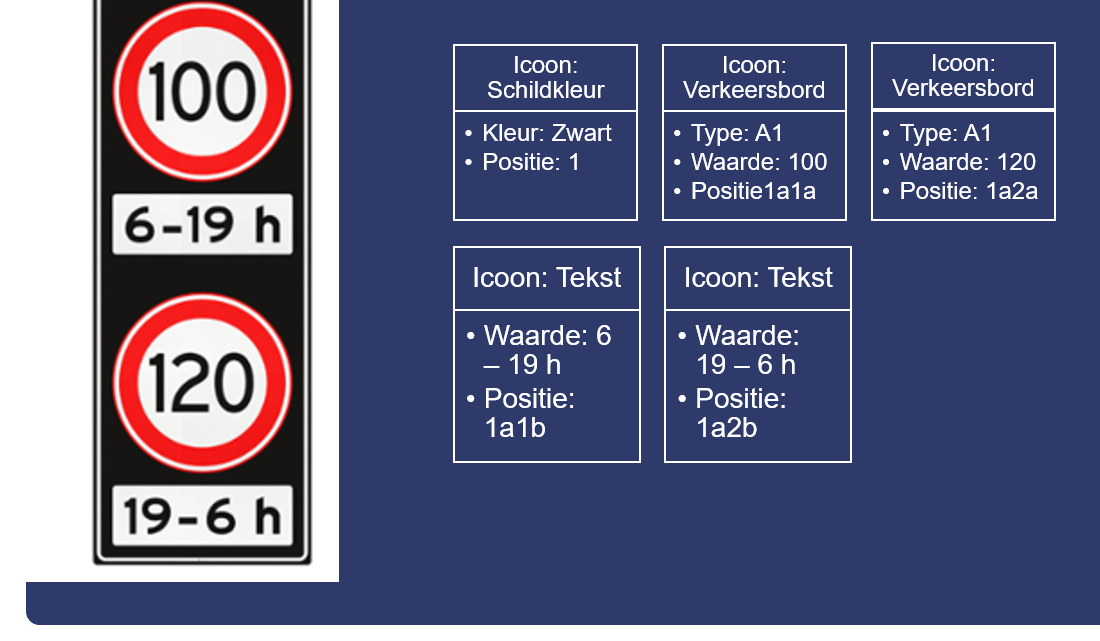 100
6-19 h
120
19-6 h
Icoon:
Schildkleur
• Kleur: Zwart
• Positie: 1
Icoon:
Verkeersbord
• Type: A1
• Waarde: 100
• Positie1a1a
Icoon:
Verkeersbord
• Type: A1
• Waarde: 120
• Positie: 1a2a
Icoon: Tekst
• Waarde: 6
– 19 h
• Positie:
1a1b
Icoon: Tekst
• Waarde:
19 – 6 h
• Positie:
1a2b